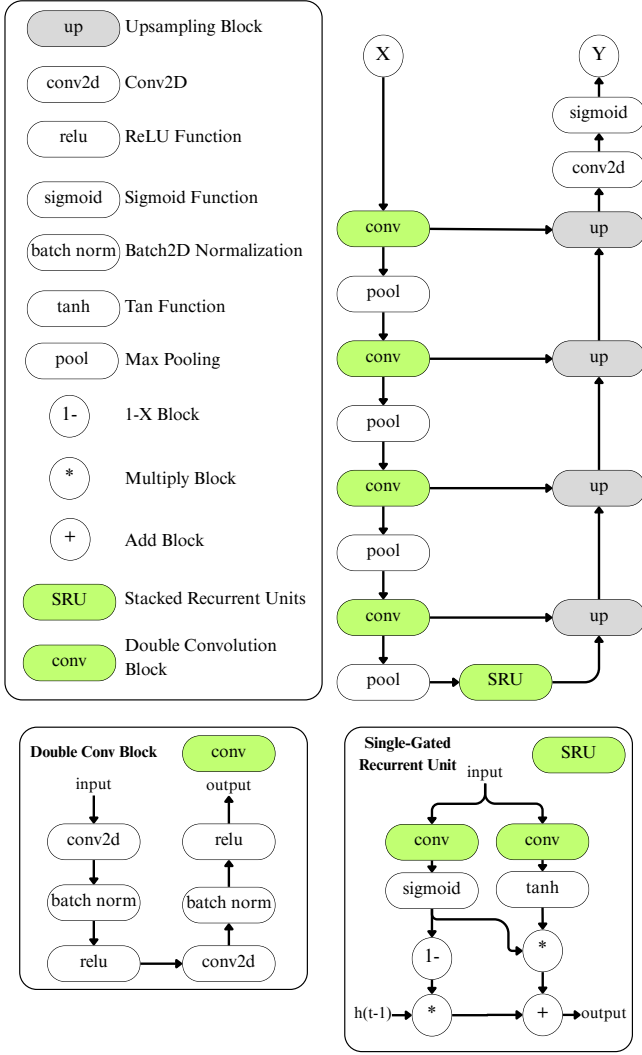 up Upsampling Block
conv2d Conv2D
relu ReLU Function
sigmoid Sigmoid Function
batch norm Batch2D Normalization
tanh Tan Function
pool Max Pooling
1- 1-X Block
* Multiply Block
+ Add Block
SRU Stacked Recurrent Units
conv Double Convolution
Block
X Y
sigmoid
conv2d
conv up
pool
conv up
pool
conv up
pool
conv up
pool SRU
Double Conv Block conv
input output
conv2d relu
batch norm batch norm
relu conv2d
Single-Gated
Recurrent Unit SRU
input
conv conv
sigmoid tanh
1- *
h(t-1) * + output